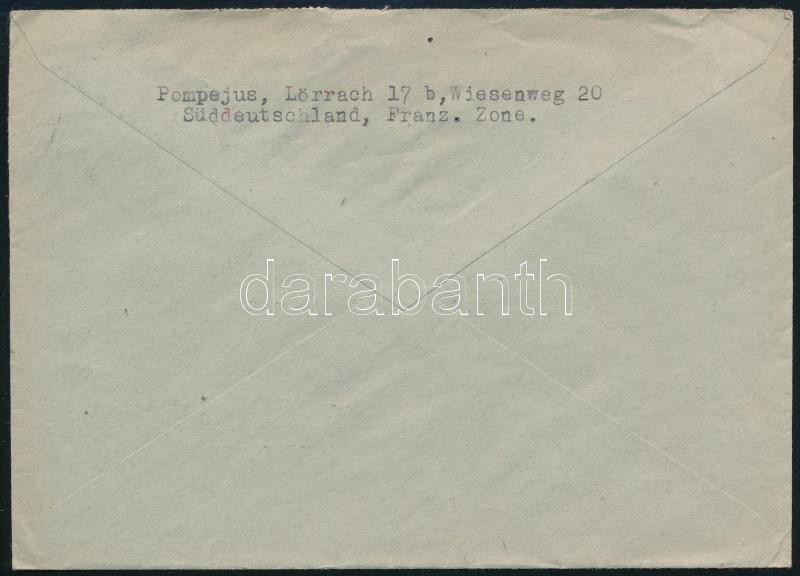 Pompejus, Lörrach 17 b,Wiesenweg 20
Süddeutschland, Franz. Zone.
darabanth